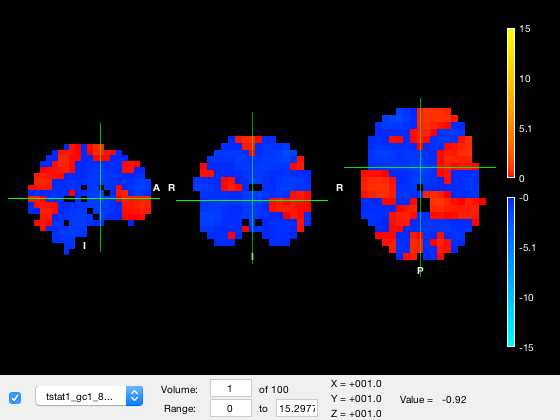 15
10
5.1
0
-0
-5.1
-10
-15
A R
R
I
I
P
tstat1_gc1_8...
Volume: 1 of 100
Range: 0 to 15.2977
X = +001.0
Y = +001.0
Z = +001.0
Value = -0.92